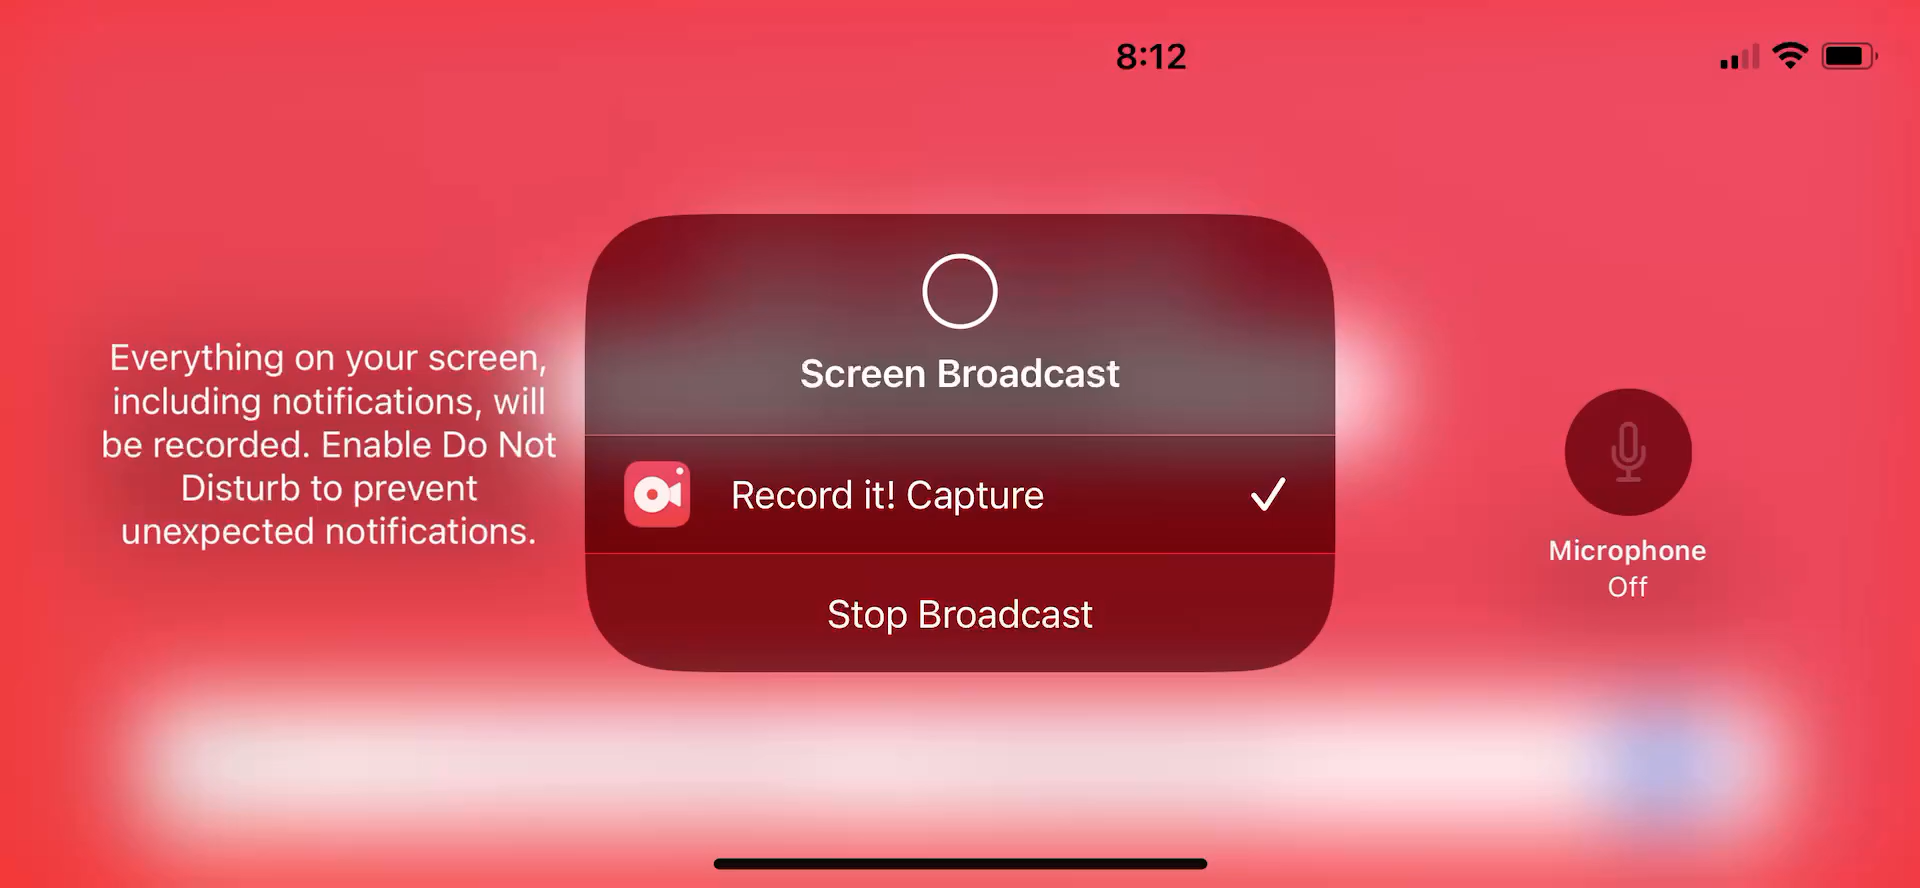 8:12
Everything on your screen,
including notifications, will
be recorded. Enable Do Not
Disturb to prevent
unexpected notifications.
Screen Broadcast
Record it! Capture
Stop Broadcast
Microphone
Off